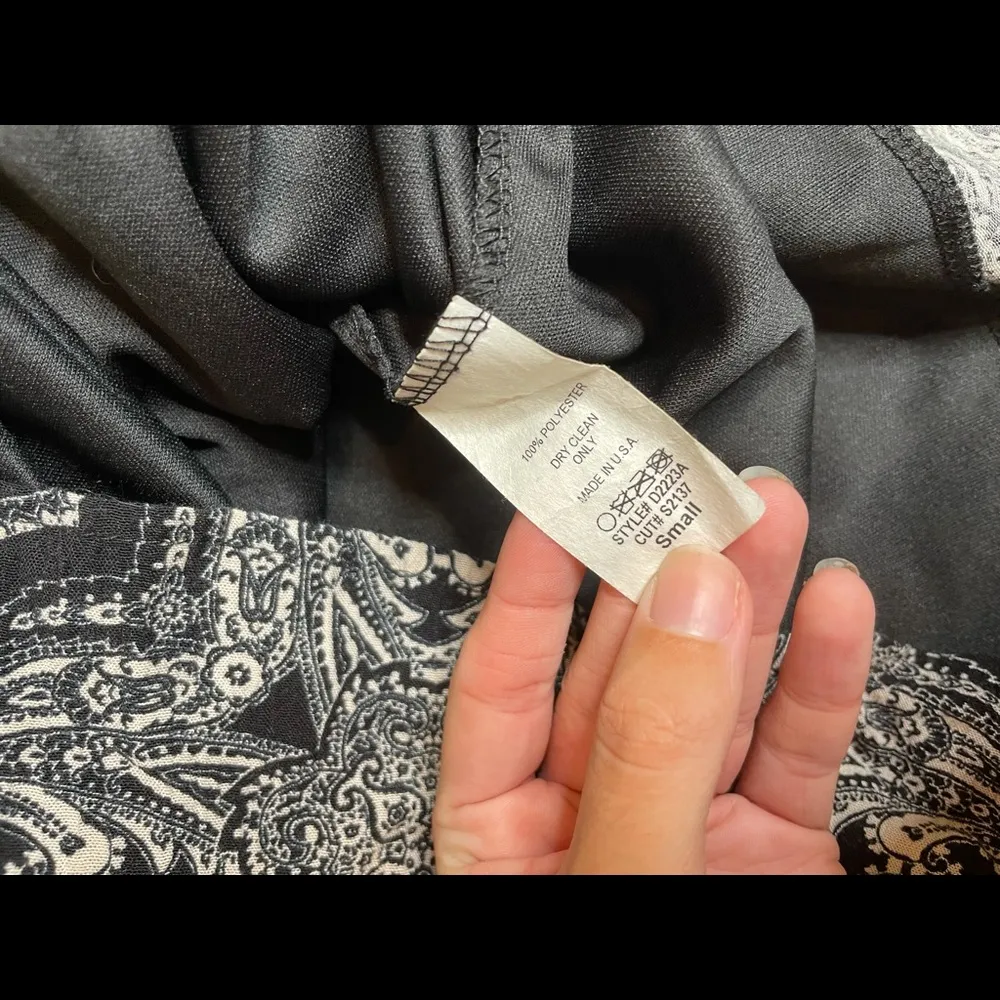 100% POLYESTER
DRY CLEAN
ONLY
MADE IN U.S.A
STYLE# D2223A
CUT# S2137
Small